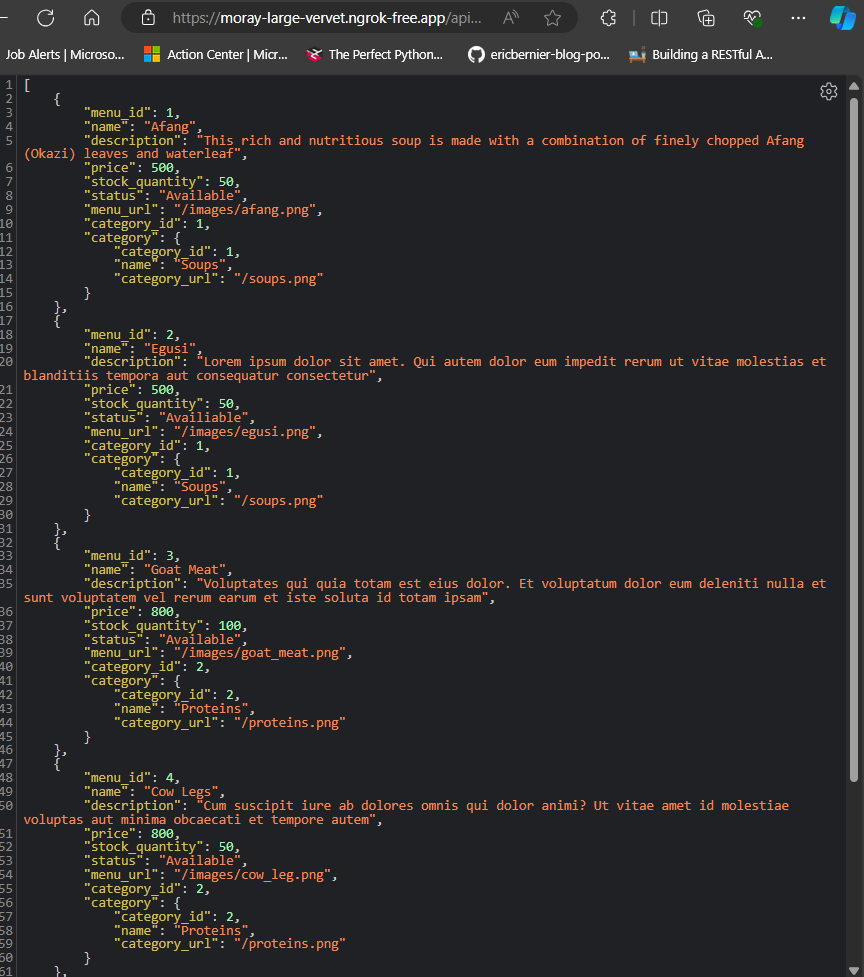 https://moray-large-vervet.ngrok-free.app/api...
Job Alerts | Microso...
Action Center | Micr...
The Perfect Python...
ericbernier-blog-po...
Building a RESTful A...
1 [
2     {
3         "menu_id": 1,
4         "name": "Afang",
5         "description": "This rich and nutritious soup is made with a combination of finely chopped Afang
(Okazi) leaves and waterleaf",
6         "price": 500,
7         "stock_quantity": 50,
8         "status": "Available",
9         "menu_url": "/images/afang.png",
10         "category_id": 1,
11         "category": {
12             "category_id": 1,
13             "name": "Soups",
14             "category_url": "/soups.png"
15         }
16     },
17     {
18         "menu_id": 2,
19         "name": "Egusi",
20         "description": "Lorem ipsum dolor sit amet. Qui autem dolor eum impedit rerum ut vitae molestias et
blanditiis tempora aut consequatur consectetur",
21         "price": 500,
22         "stock_quantity": 50,
23         "status": "Availiable",
24         "menu_url": "/images/egusi.png",
25         "category_id": 1,
26         "category": {
27             "category_id": 1,
28             "name": "Soups",
29             "category_url": "/soups.png"
30         }
31     },
32     {
33         "menu_id": 3,
34         "name": "Goat Meat",
35         "description": "Voluptates qui quia totam est eius dolor. Et voluptatum dolor eum deleniti nulla et
sunt voluptatem vel rerum earum et iste soluta id totam ipsam",
36         "price": 800,
37         "stock_quantity": 100,
38         "status": "Available",
39         "menu_url": "/images/goat_meat.png",
40         "category_id": 2,
41         "category": {
42             "category_id": 2,
43             "name": "Proteins",
44             "category_url": "/proteins.png"
45         }
46     },
47     {
48         "menu_id": 4,
49         "name": "Cow Legs",
50         "description": "Cum suscipit iure ab dolores omnis qui dolor animi? Ut vitae amet id molestiae
voluptas aut minima obcaecati et tempore autem",
51         "price": 800,
52         "stock_quantity": 50,
53         "status": "Available",
54         "menu_url": "/images/cow_leg.png",
55         "category_id": 2,
56         "category": {
57             "category_id": 2,
58             "name": "Proteins",
59             "category_url": "/proteins.png"
60         }
61     },